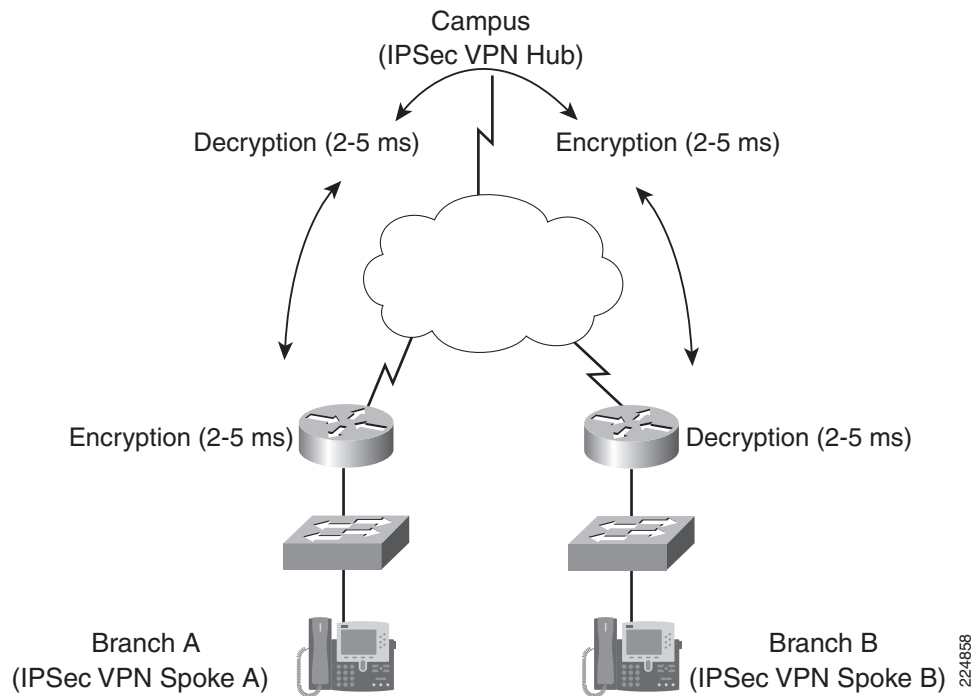 Campus
(IPSec VPN Hub)
Decryption (2-5 ms)
Encryption (2-5 ms)
Encryption (2-5 ms)
Decryption (2-5 ms)
Branch A
(IPSec VPN Spoke A)
Branch B
(IPSec VPN Spoke B)
224858